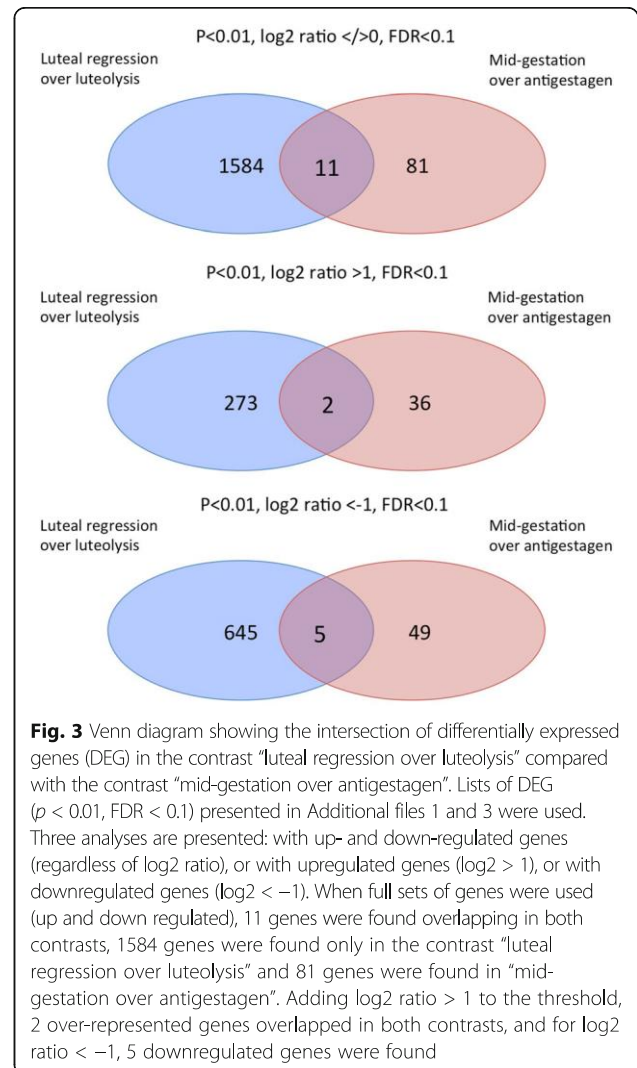 P<0.01, log2 ratio </>0, FDR<0.1
Luteal regression
over luteolysis
Mid-gestation
over antigestagen
1584
11
81
P<0.01, log2 ratio >1, FDR<0.1
Luteal regression
over luteolysis
Mid-gestation
over antigestagen
273
2
36
P<0.01, log2 ratio <-1, FDR<0.1
Luteal regression
over luteolysis
Mid-gestation
over antigestagen
645
5
49
Fig. 3 Venn diagram showing the intersection of differentially expressed
genes (DEG) in the contrast “luteal regression over luteolysis” compared
with the contrast “mid-gestation over antigestagen”. Lists of DEG
(p < 0.01, FDR < 0.1) presented in Additional files 1 and 3 were used.
Three analyses are presented: with up- and down-regulated genes
(regardless of log2 ratio), or with upregulated genes (log2 > 1), or with
downregulated genes (log2 < −1). When full sets of genes were used
(up and down regulated), 11 genes were found overlapping in both
contrasts, 1584 genes were found only in the contrast “luteal
regression over luteolysis” and 81 genes were found in “mid-
gestation over antigestagen”. Adding log2 ratio > 1 to the threshold,
2 over-represented genes overlapped in both contrasts, and for log2
ratio < −1, 5 downregulated genes were found